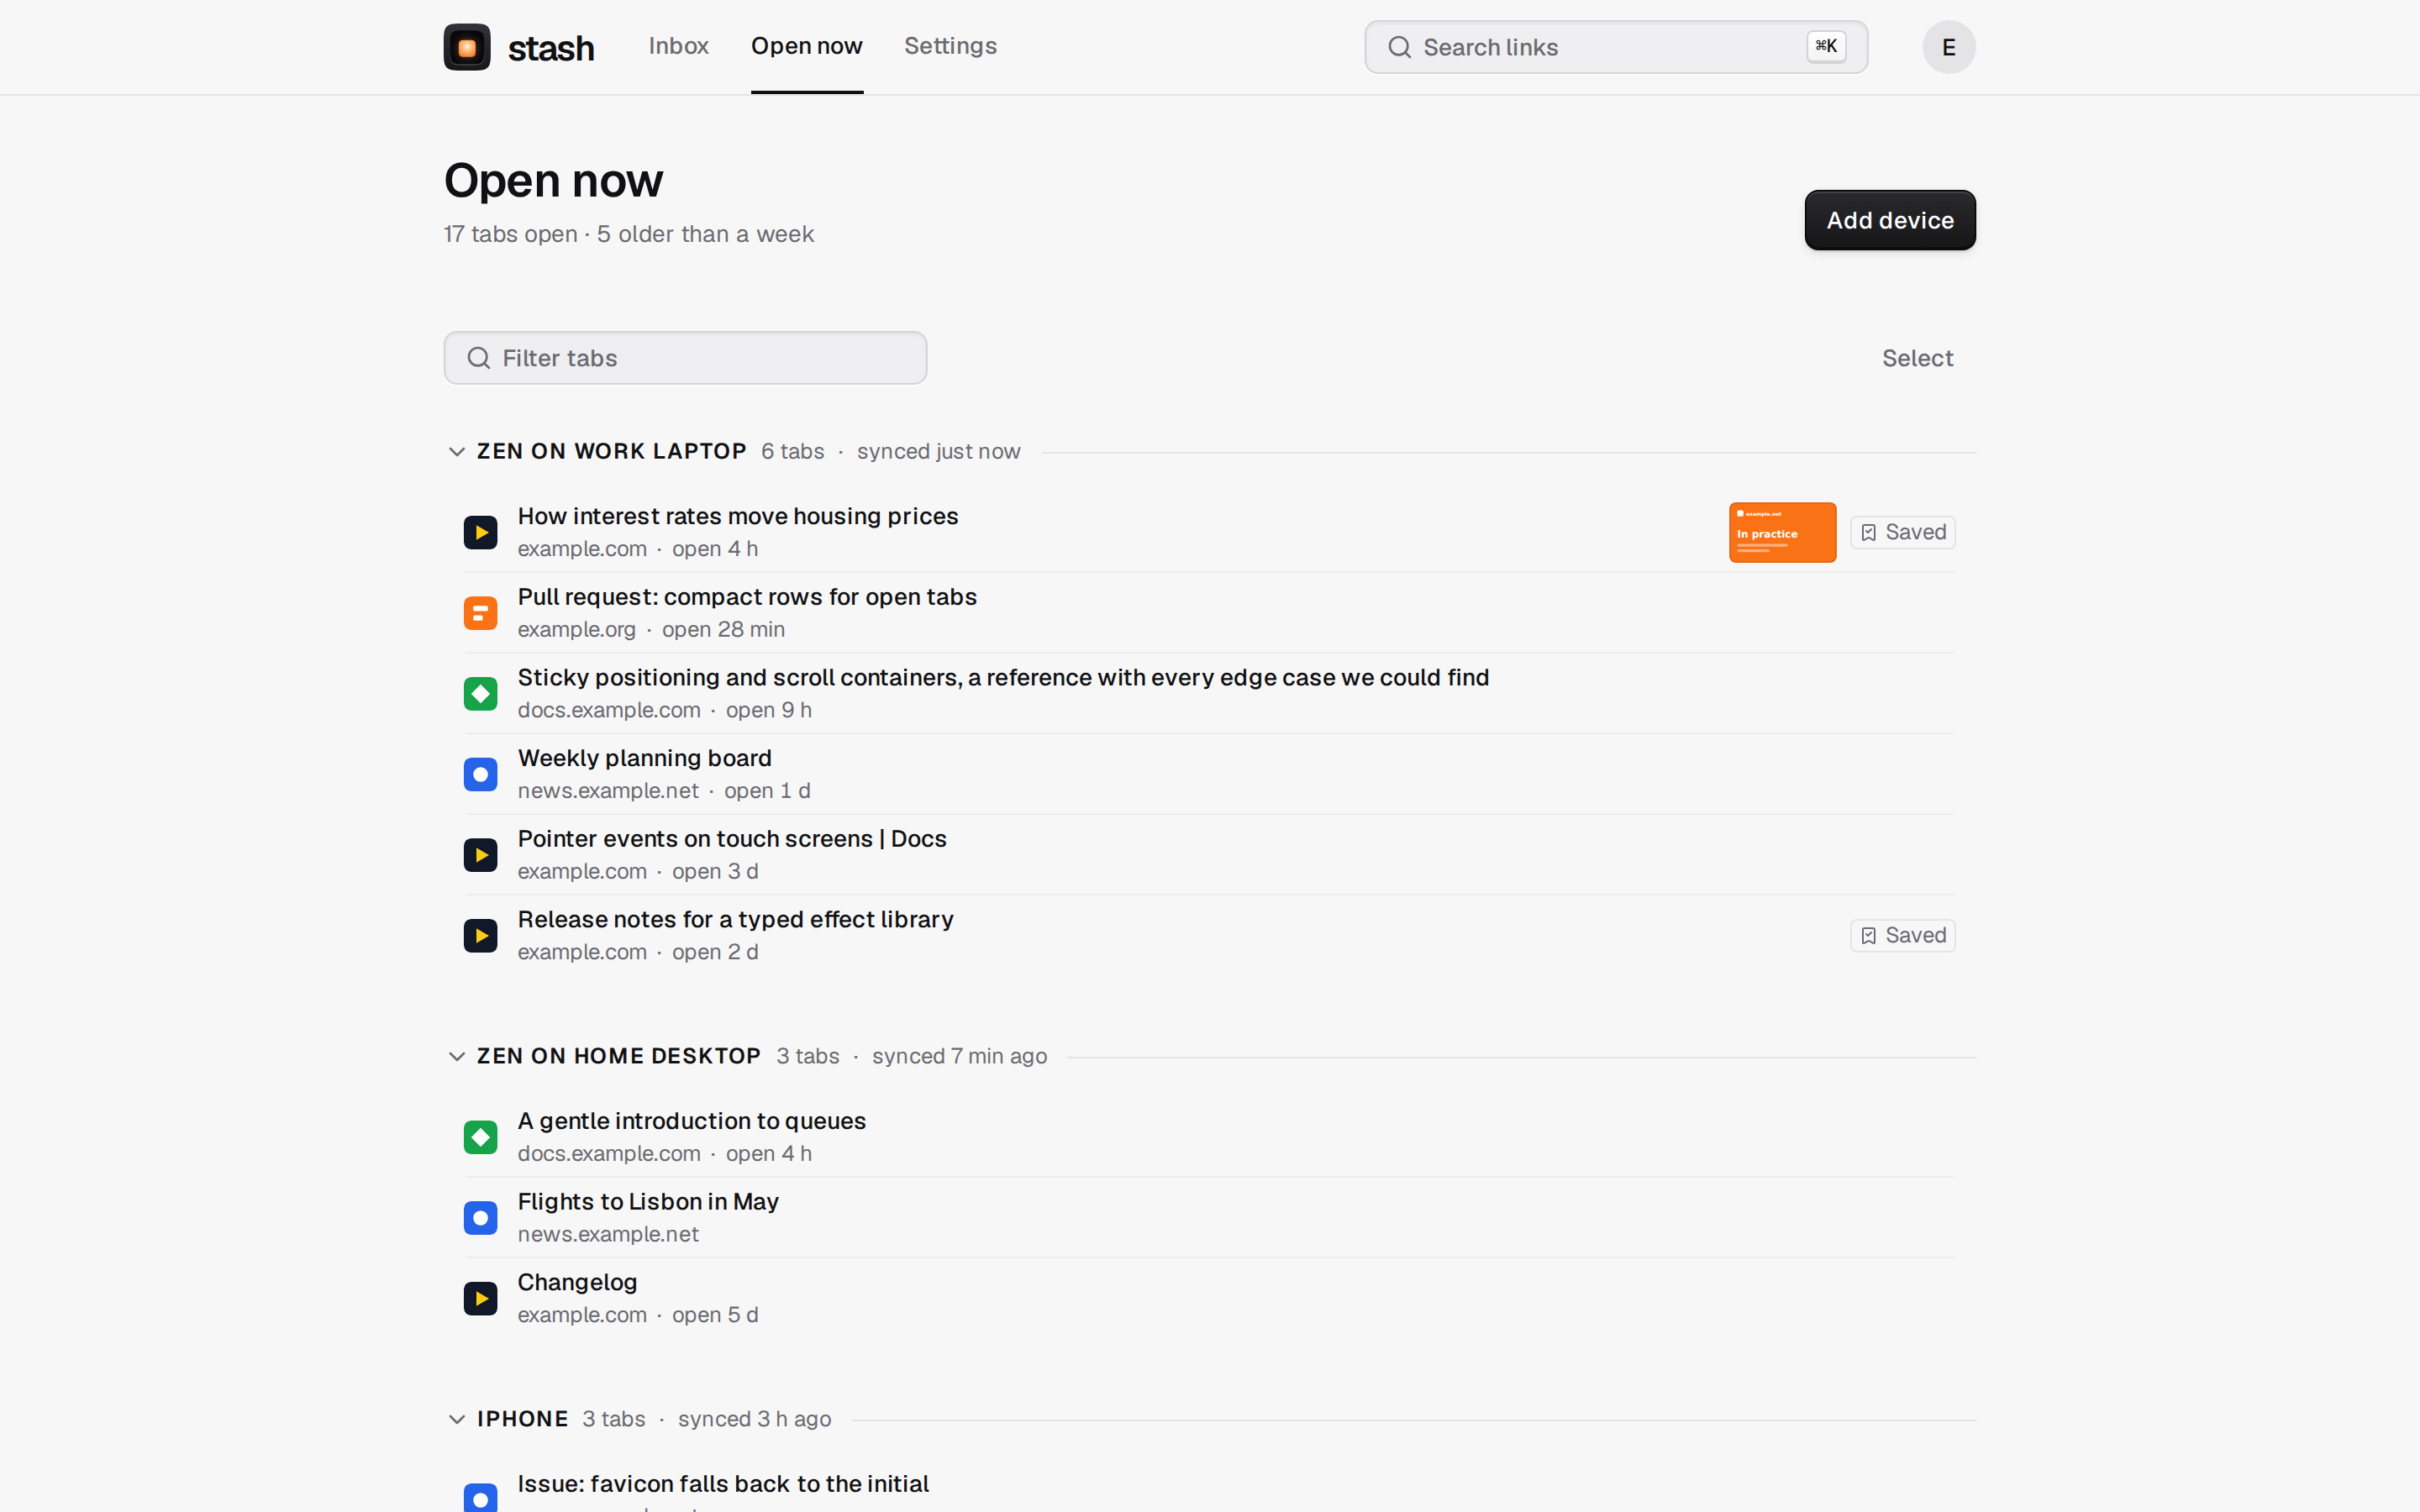 stash
Inbox
Open now
Settings
Search links
⌘K
E
Open now
17 tabs open · 5 older than a week
Add device
Filter tabs
Select
ZEN ON WORK LAPTOP 6 tabs · synced just now
How interest rates move housing prices
example.com · open 4 h
example.net
In practice
Saved
Pull request: compact rows for open tabs
example.org · open 28 min
Sticky positioning and scroll containers, a reference with every edge case we could find
docs.example.com · open 9 h
Weekly planning board
news.example.net · open 1 d
Pointer events on touch screens | Docs
example.com · open 3 d
Release notes for a typed effect library
example.com · open 2 d
Saved
ZEN ON HOME DESKTOP 3 tabs · synced 7 min ago
A gentle introduction to queues
docs.example.com · open 4 h
Flights to Lisbon in May
news.example.net
Changelog
example.com · open 5 d
IPHONE 3 tabs · synced 3 h ago
Issue: favicon falls back to the initial